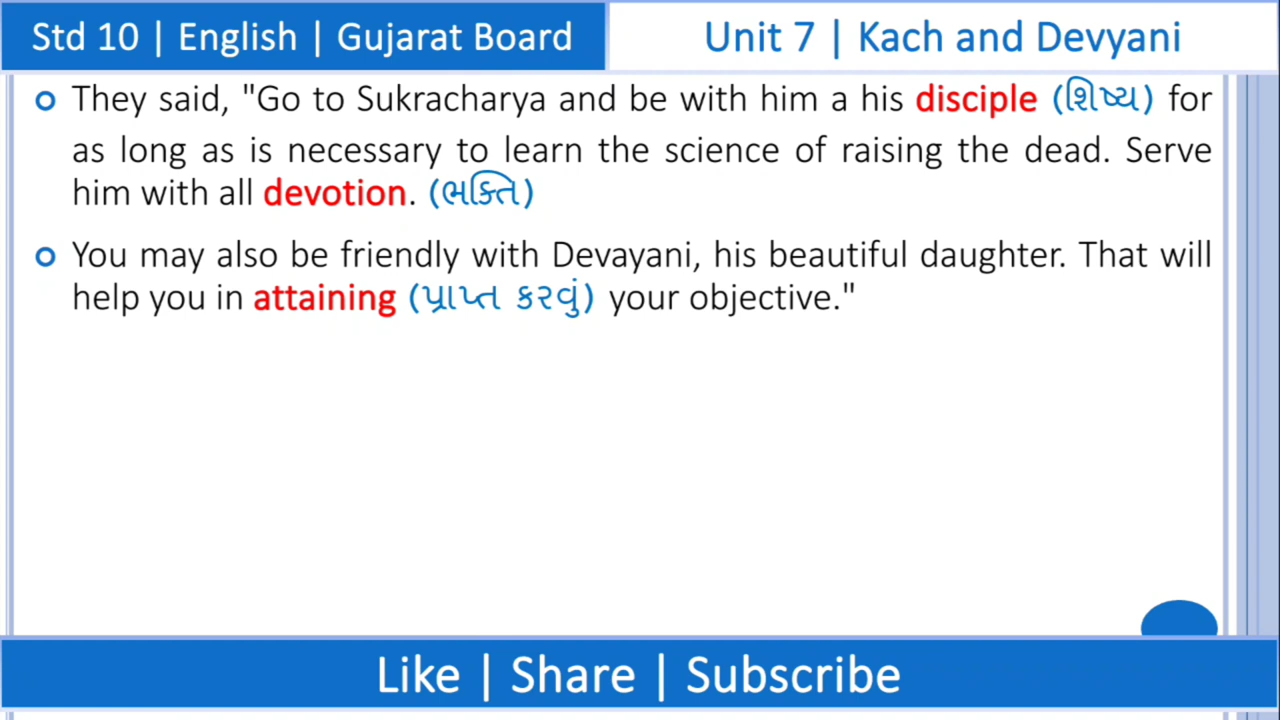 Std 10 | English | Gujarat Board
Unit 7 | Kach and Devyani
They said, "Go to Sukracharya and be with him a his disciple (શિષ્ય) for
as long as is necessary to learn the science of raising the dead. Serve
him with all devotion. (ભક્તિ)
You may also be friendly with Devayani, his beautiful daughter. That will
help you in attaining (પ્રાપ્ત કરવું) your objective."
Like | Share | Subscribe